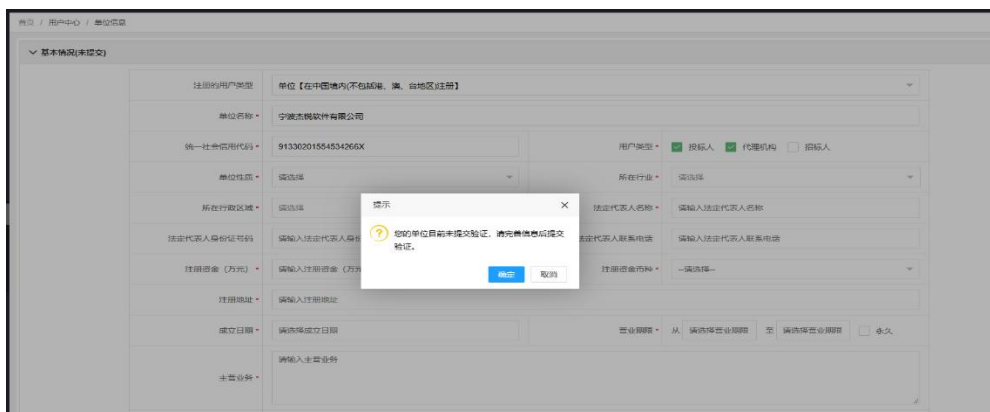 首页 / 用户中心 / 单位信息
基本情况(未提交)
注册的用户类型 单位【在中国境内(不包括港、澳、台地区)注册】
单位名称 * 宁波杰锐软件有限公司
统一社会信用代码 * 91330201554534266X 用户类型 * 投标人 代理机构 招标人
单位性质 * 请选择 所在行业 * 请选择
所在行政区域 * 请选择 法定代表人名称 * 请输入法定代表人名称
提示
您的单位目前未提交验证，请完善信息后提交
验证。
确定 取消
法定代表人身份证号码 请输入法定代表人身份 法定代表人联系电话 请输入法定代表人联系电话
注册资金（万元） * 请输入注册资金（万元 注册资金币种 * --请选择--
注册地址 * 请输入注册地址
成立日期 * 请选择成立日期 营业期限 * 从 请选择营业期限 至 请选择营业期限 永久
主营业务 * 请输入主营业务